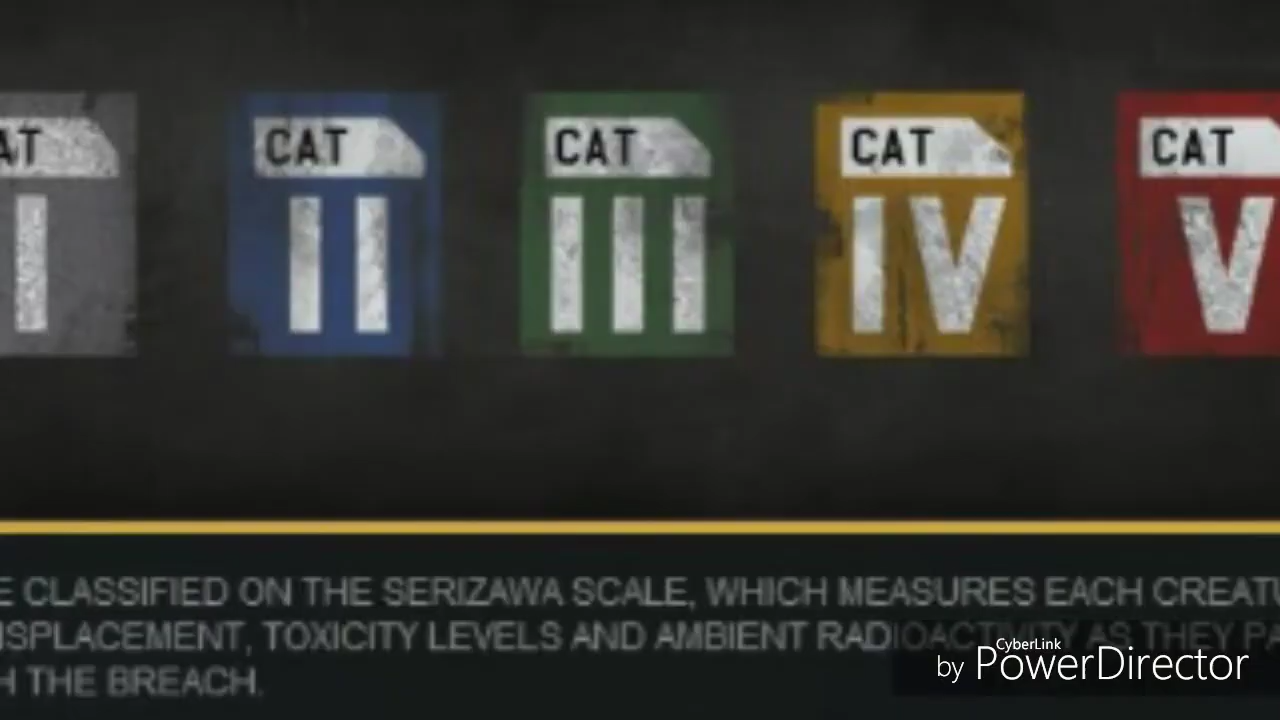 AT
I
CAT
II
CAT
III
CAT
IV
CAT
V
E CLASSIFIED ON THE SERIZAWA SCALE, WHICH MEASURES EACH CREATU
ISPLACEMENT, TOXICITY LEVELS AND AMBIENT RADIOACTIVITY AS THEY PA
H THE BREACH.
CyberLink
by PowerDirector